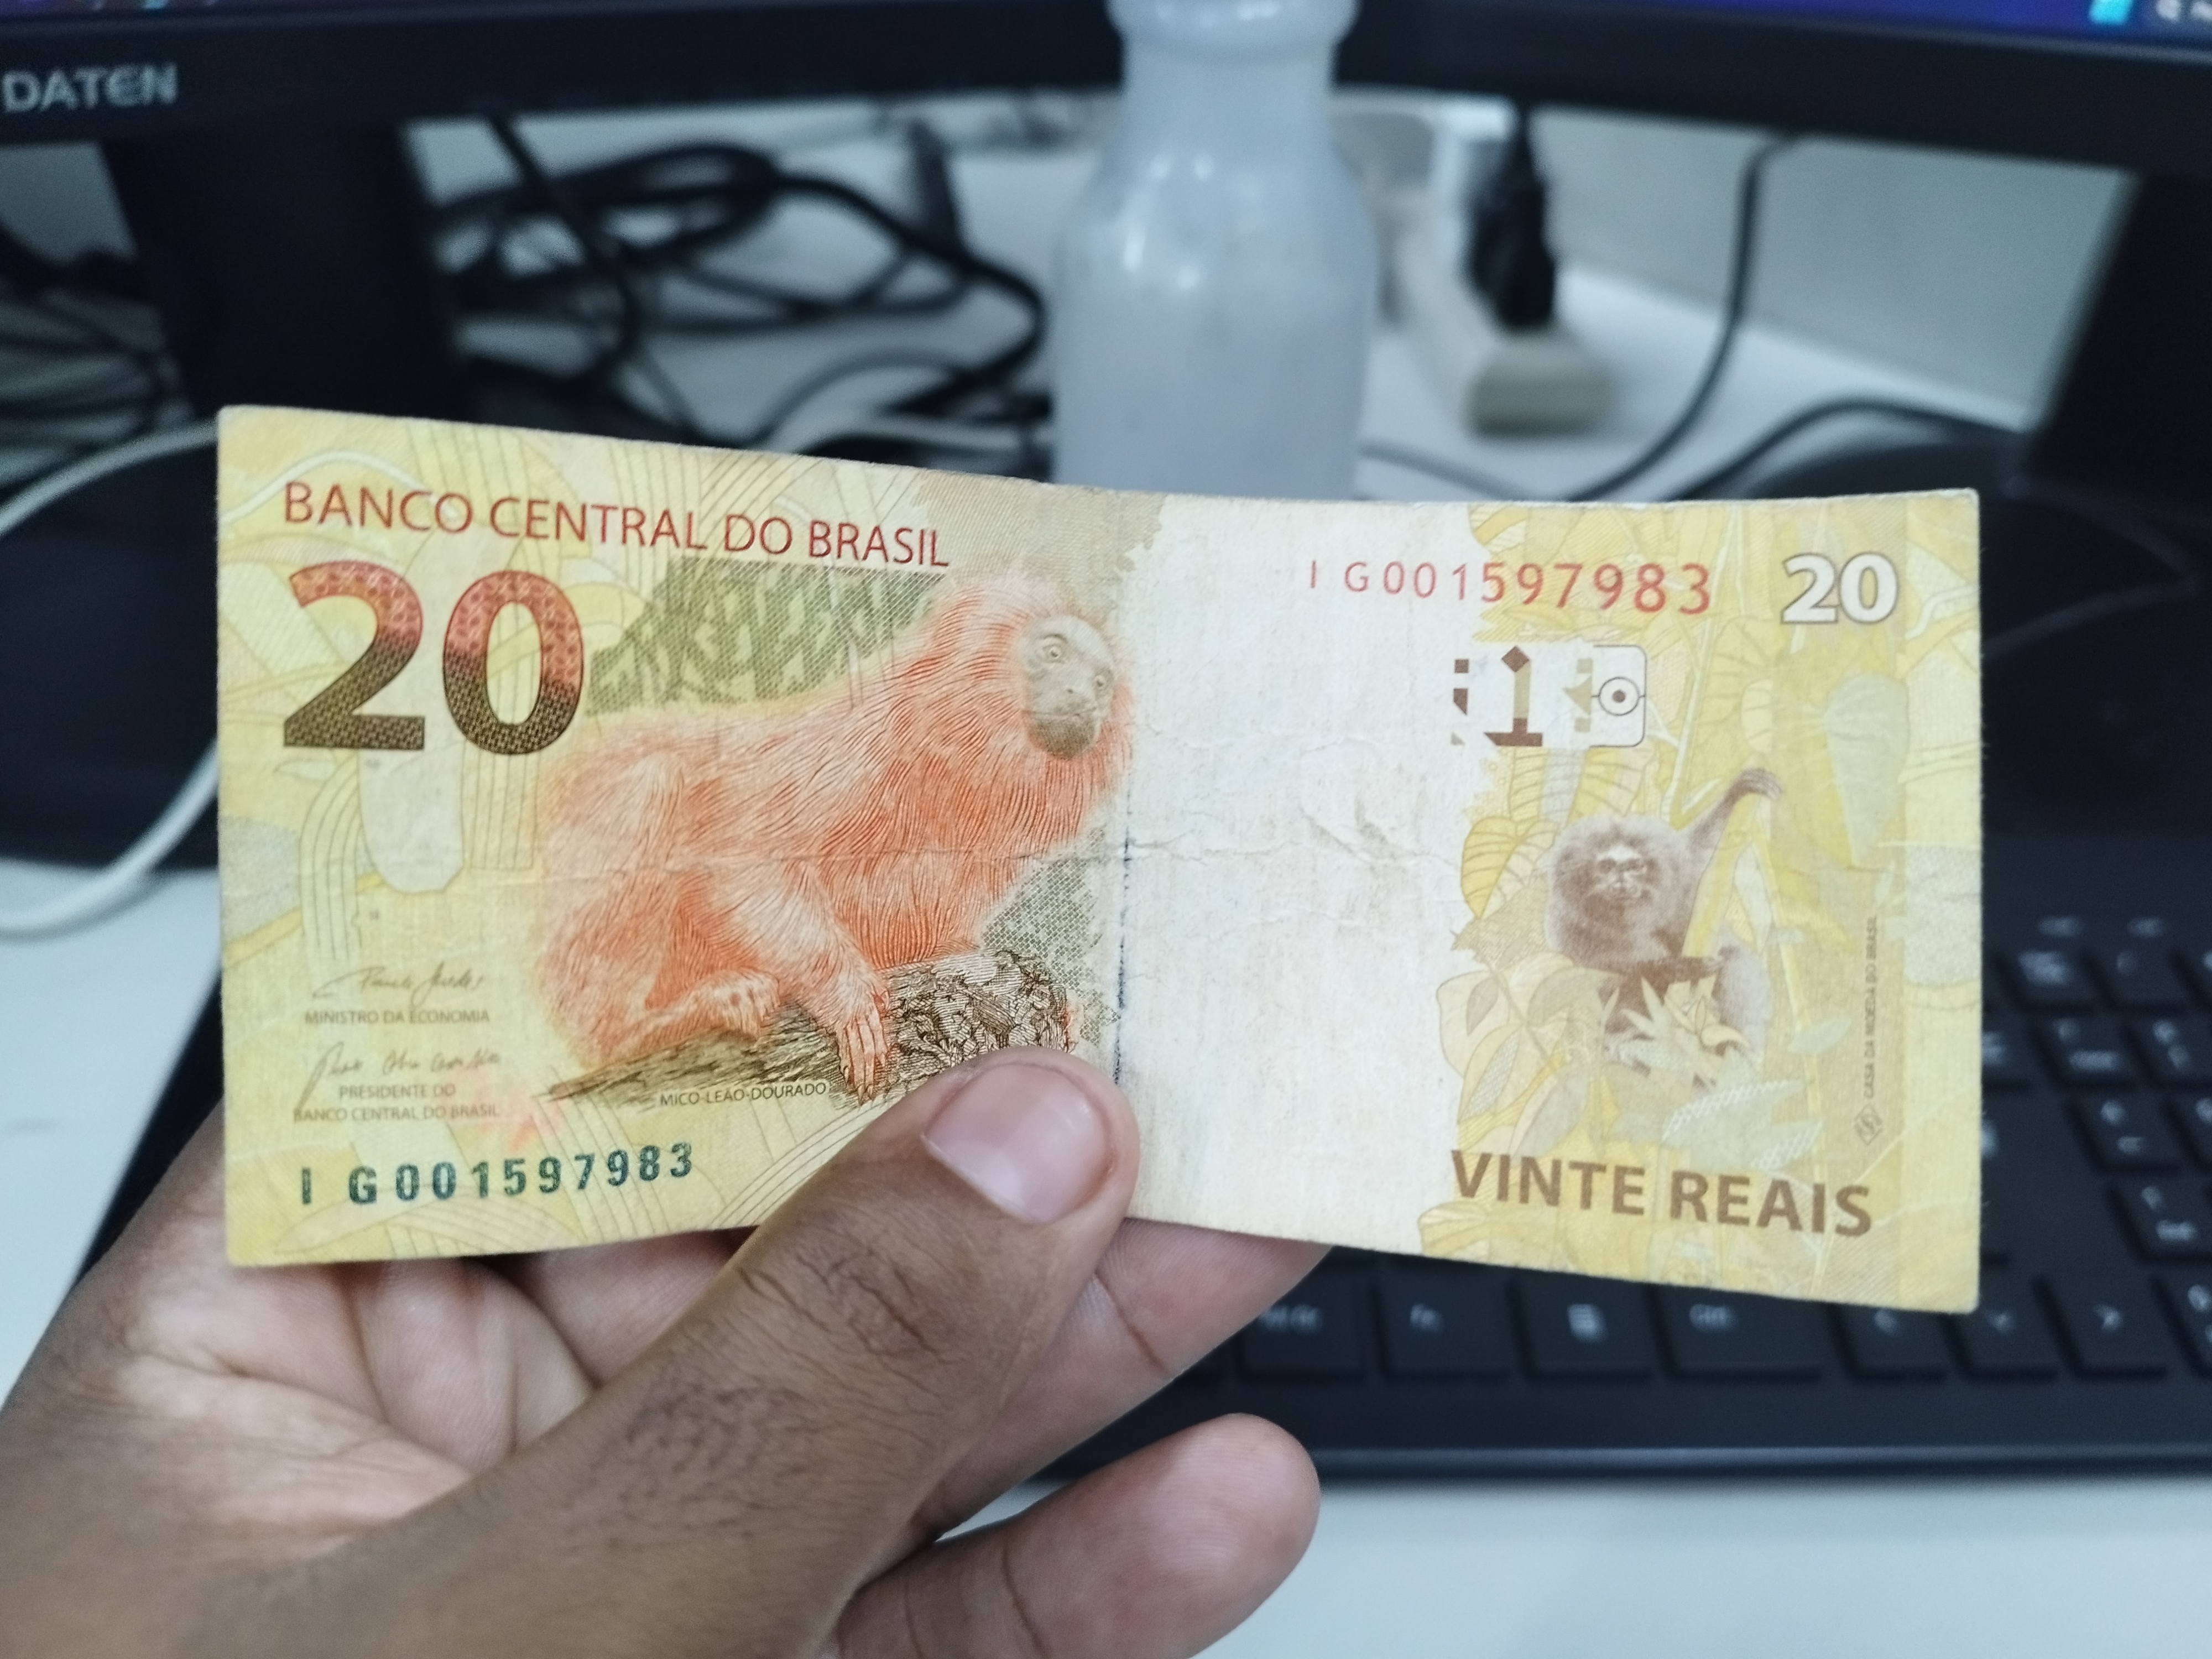 DATEN
BANCO CENTRAL DO BRASIL
20
I G001597983
20
MINISTRO DA ECONOMIA
PRESIDENTE DO
BANCO CENTRAL DO BRASIL
MICO-LEÃO-DOURADO
I G001597983
CASA DA MOEDA DO BRASIL
VINTE REAIS